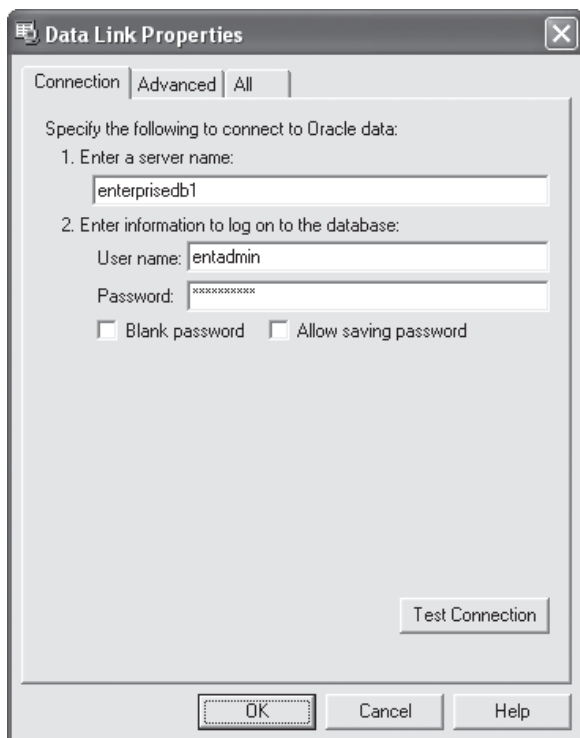 Data Link Properties
Connection Advanced All
Specify the following to connect to Oracle data:
1. Enter a server name:
enterprisedb1
2. Enter information to log on to the database:
User name: entadmin
Password: **********
Blank password Allow saving password
Test Connection
OK Cancel Help